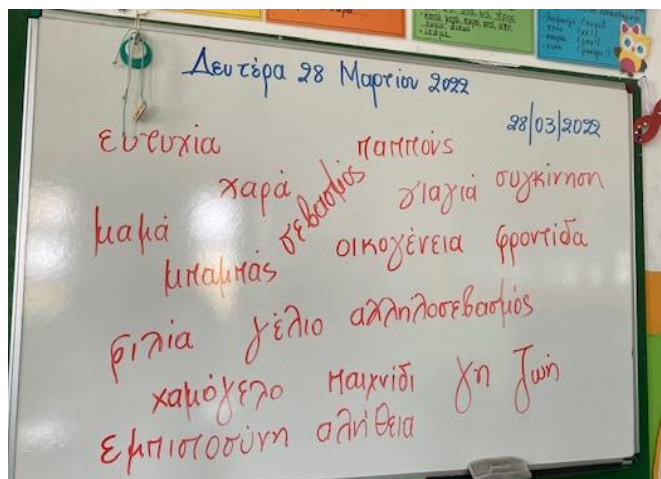 Δευτέρα 28 Μαρτίου 2022
28/03/2022
ευτυχία παππούς
χαρά σεβασμός γιαγιά συγκίνηση
μαμά μπαμπάς οικογένεια φροντίδα
φιλία γέλιο αλληλοσεβασμός
χαμόγελο παιχνίδι γη ζωή
εμπιστοσύνη αλήθεια